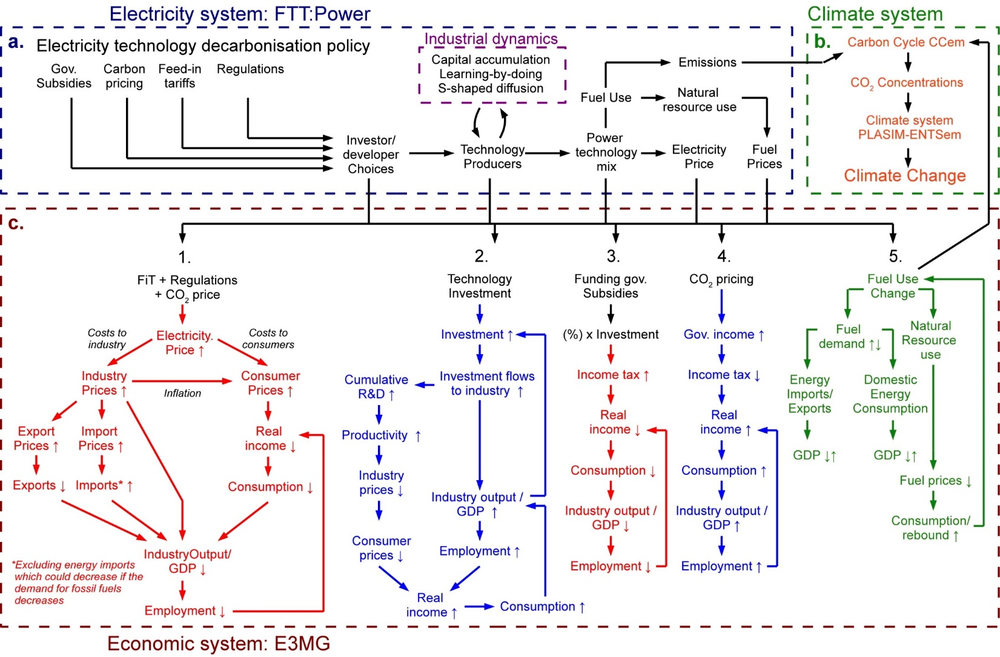 Electricity system: FTT:Power
Climate system
a.
Electricity technology decarbonisation policy
Gov.
Subsidies
Carbon
pricing
Feed-in
tariffs
Regulations
Industrial dynamics
Capital accumulation
Learning-by-doing
S-shaped diffusion
Investor/
developer
Choices
Technology
Producers
Power
technology
mix
Fuel Use
Emissions
Natural
resource use
Electricity
Price
Fuel
Prices
b.
Carbon Cycle CCem
CO2 Concentrations
Climate system
PLASIM-ENTSem
Climate Change
c.
1.
FiT + Regulations
+ CO2 price
Costs to
industry
Electricity.
Price ↑
Costs to
consumers
Industry
Prices ↑
Inflation
Consumer
Prices ↑
Export
Prices ↑
Import
Prices ↑
Real
income ↓
Exports ↓
Imports* ↑
Consumption ↓
IndustryOutput/
GDP ↓
*Excluding energy imports
which could decrease if the
demand for fossil fuels
decreases
Employment ↓
2.
Technology
Investment
Investment ↑
Investment flows
to industry ↑
Cumulative
R&D ↑
Productivity ↑
Industry
prices ↓
Consumer
prices ↓
Industry output /
GDP ↑
Employment ↑
Real
income ↑
Consumption ↑
3.
Funding gov.
Subsidies
(%) x Investment
Income tax ↑
Real
income ↓
Consumption ↓
Industry output /
GDP ↓
Employment ↓
4.
CO2 pricing
Gov. income ↑
Income tax ↓
Real
income ↑
Consumption ↑
Industry output /
GDP ↑
Employment ↑
5.
Fuel Use
Change
Fuel
demand ↑↓
Natural
Resource
use
Energy
Imports/
Exports
Domestic
Energy
Consumption
GDP ↓↑
GDP ↓↑
Fuel prices ↓
Consumption/
rebound ↑
Economic system: E3MG